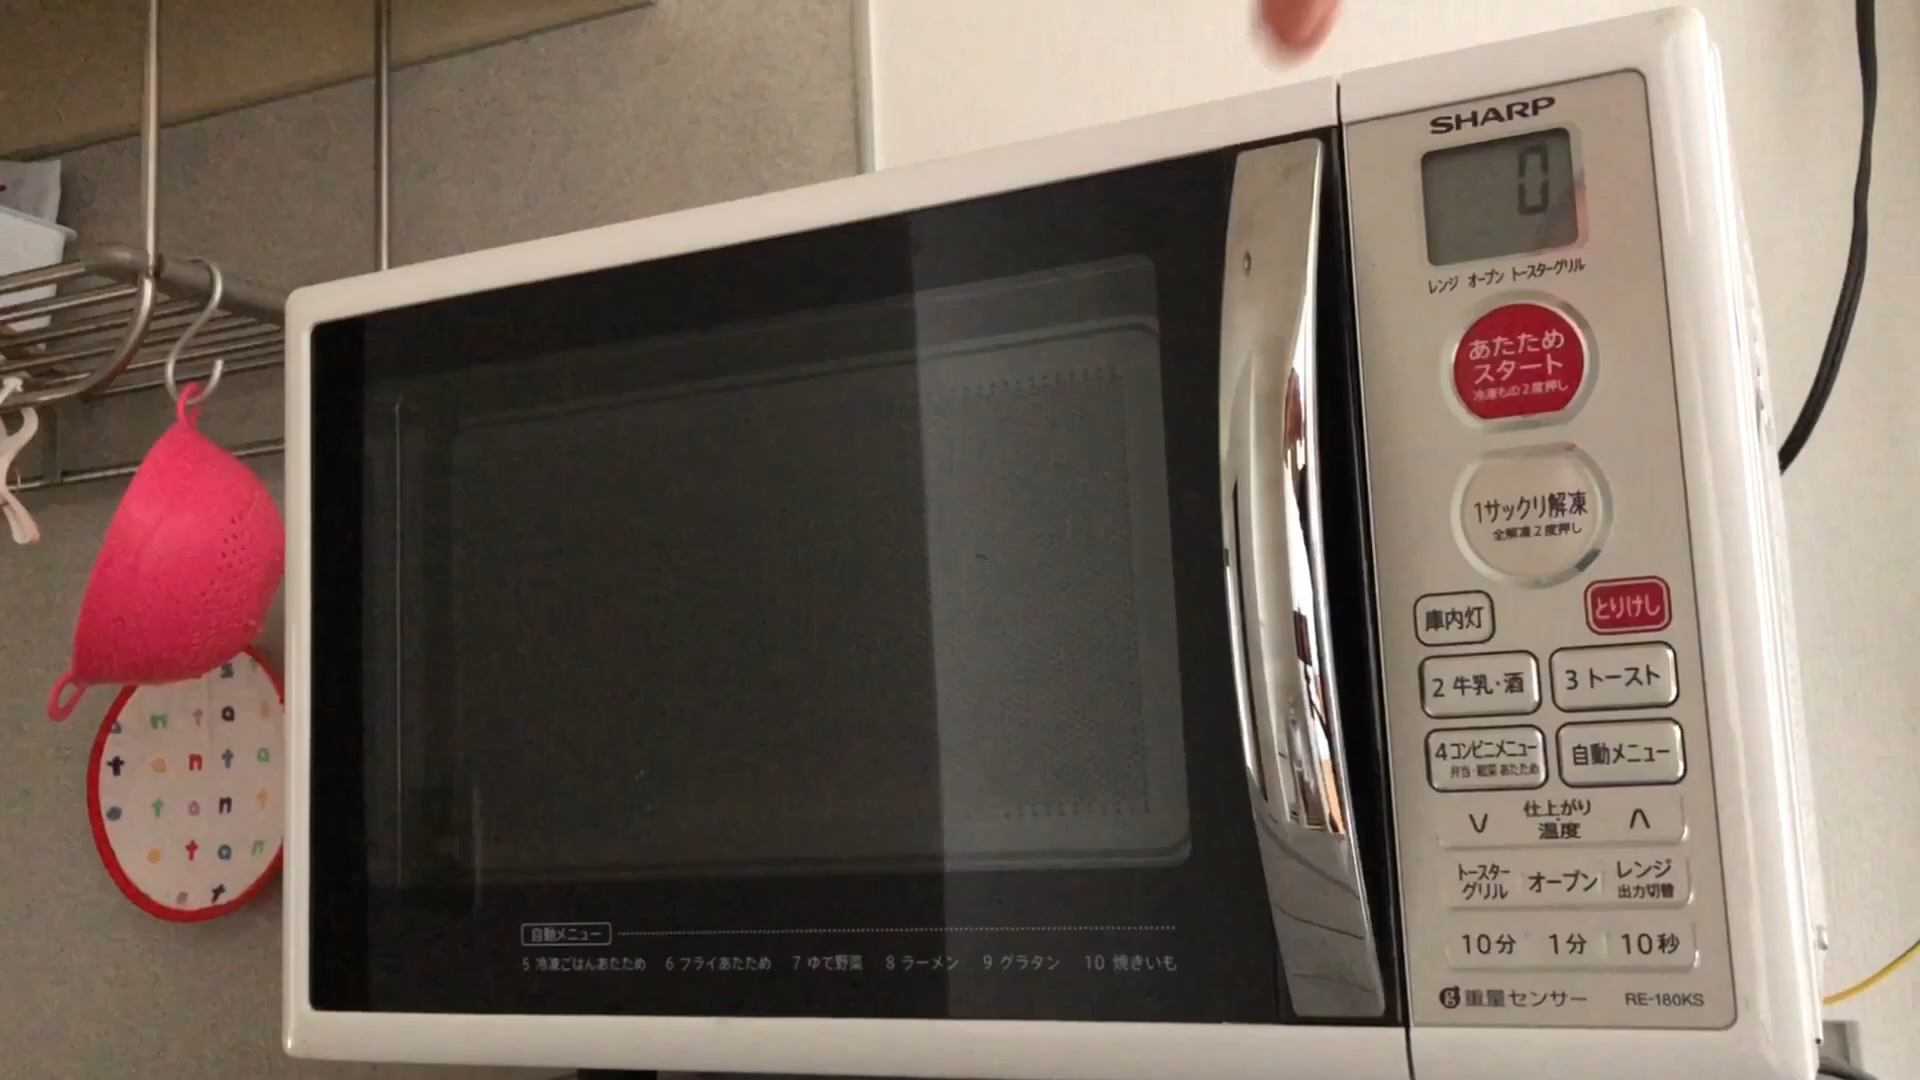 SHARP
0
レンジ オーブン トースターグリル
あたため
スタート
冷凍もの2度押し
1サックリ解凍
全解凍2度押し
庫内灯
とりけし
2 牛乳・酒
3 トースト
4コンビニメニュー
弁当・総菜 あたため
自動メニュー
∨ 仕上がり ∧
温度
トースター
グリル
オーブン
レンジ
出力切替
10分 1分 10秒
g 重量センサー
RE-180KS
自動メニュー
5 冷凍ごはんあたため 6 フライあたため 7 ゆで野菜 8 ラーメン 9 グラタン 10 焼きいも